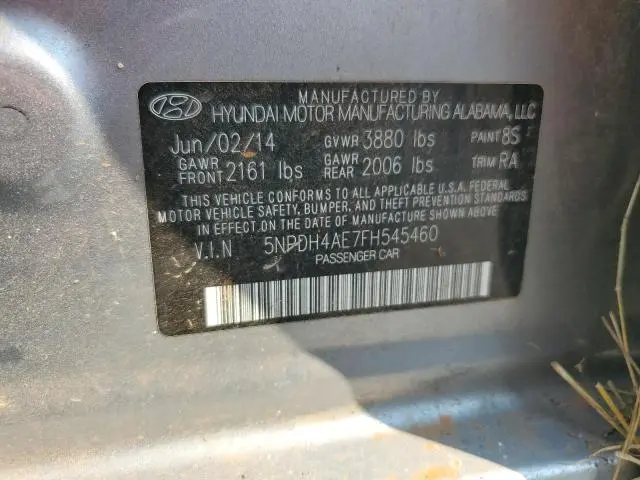 MANUFACTURED BY
HYUNDAI MOTOR MANUFACTURING ALABAMA, LLC
Jun/02/14 GVWR 3880 lbs PAINT 8S
GAWR FRONT 2161 lbs GAWR REAR 2006 lbs TRIM RA
THIS VEHICLE CONFORMS TO ALL APPLICABLE U.S.A. FEDERAL
MOTOR VEHICLE SAFETY, BUMPER, AND THEFT PREVENTION STANDARDS
IN EFFECT ON THE DATE OF MANUFACTURE SHOWN ABOVE.
V.I.N 5NPDH4AE7FH545460
PASSENGER CAR